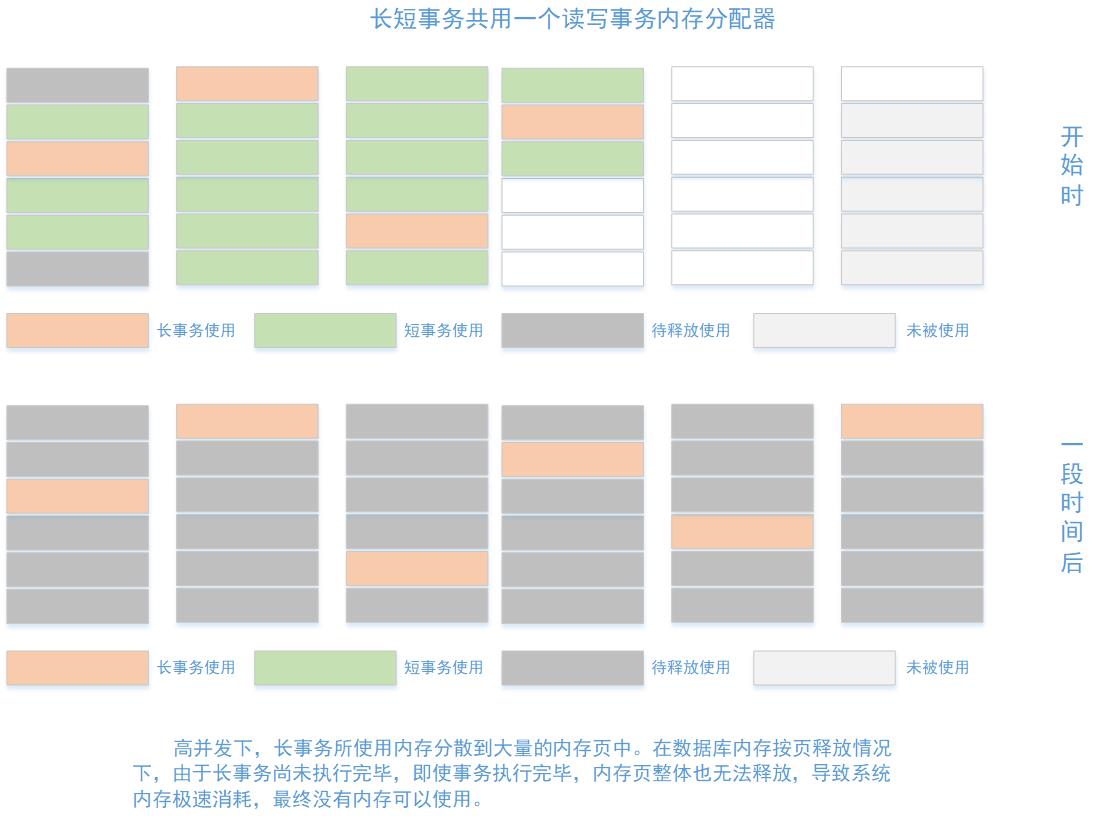 长短事务共用一个读写事务内存分配器
开始时
长事务使用
短事务使用
待释放使用
未被使用
一段时间后
长事务使用
短事务使用
待释放使用
未被使用
高并发下，长事务所使用内存分散到大量的内存页中。在数据库内存按页释放情况
下，由于长事务尚未执行完毕，即使事务执行完毕，内存页整体也无法释放，导致系统
内存极速消耗，最终没有内存可以使用。